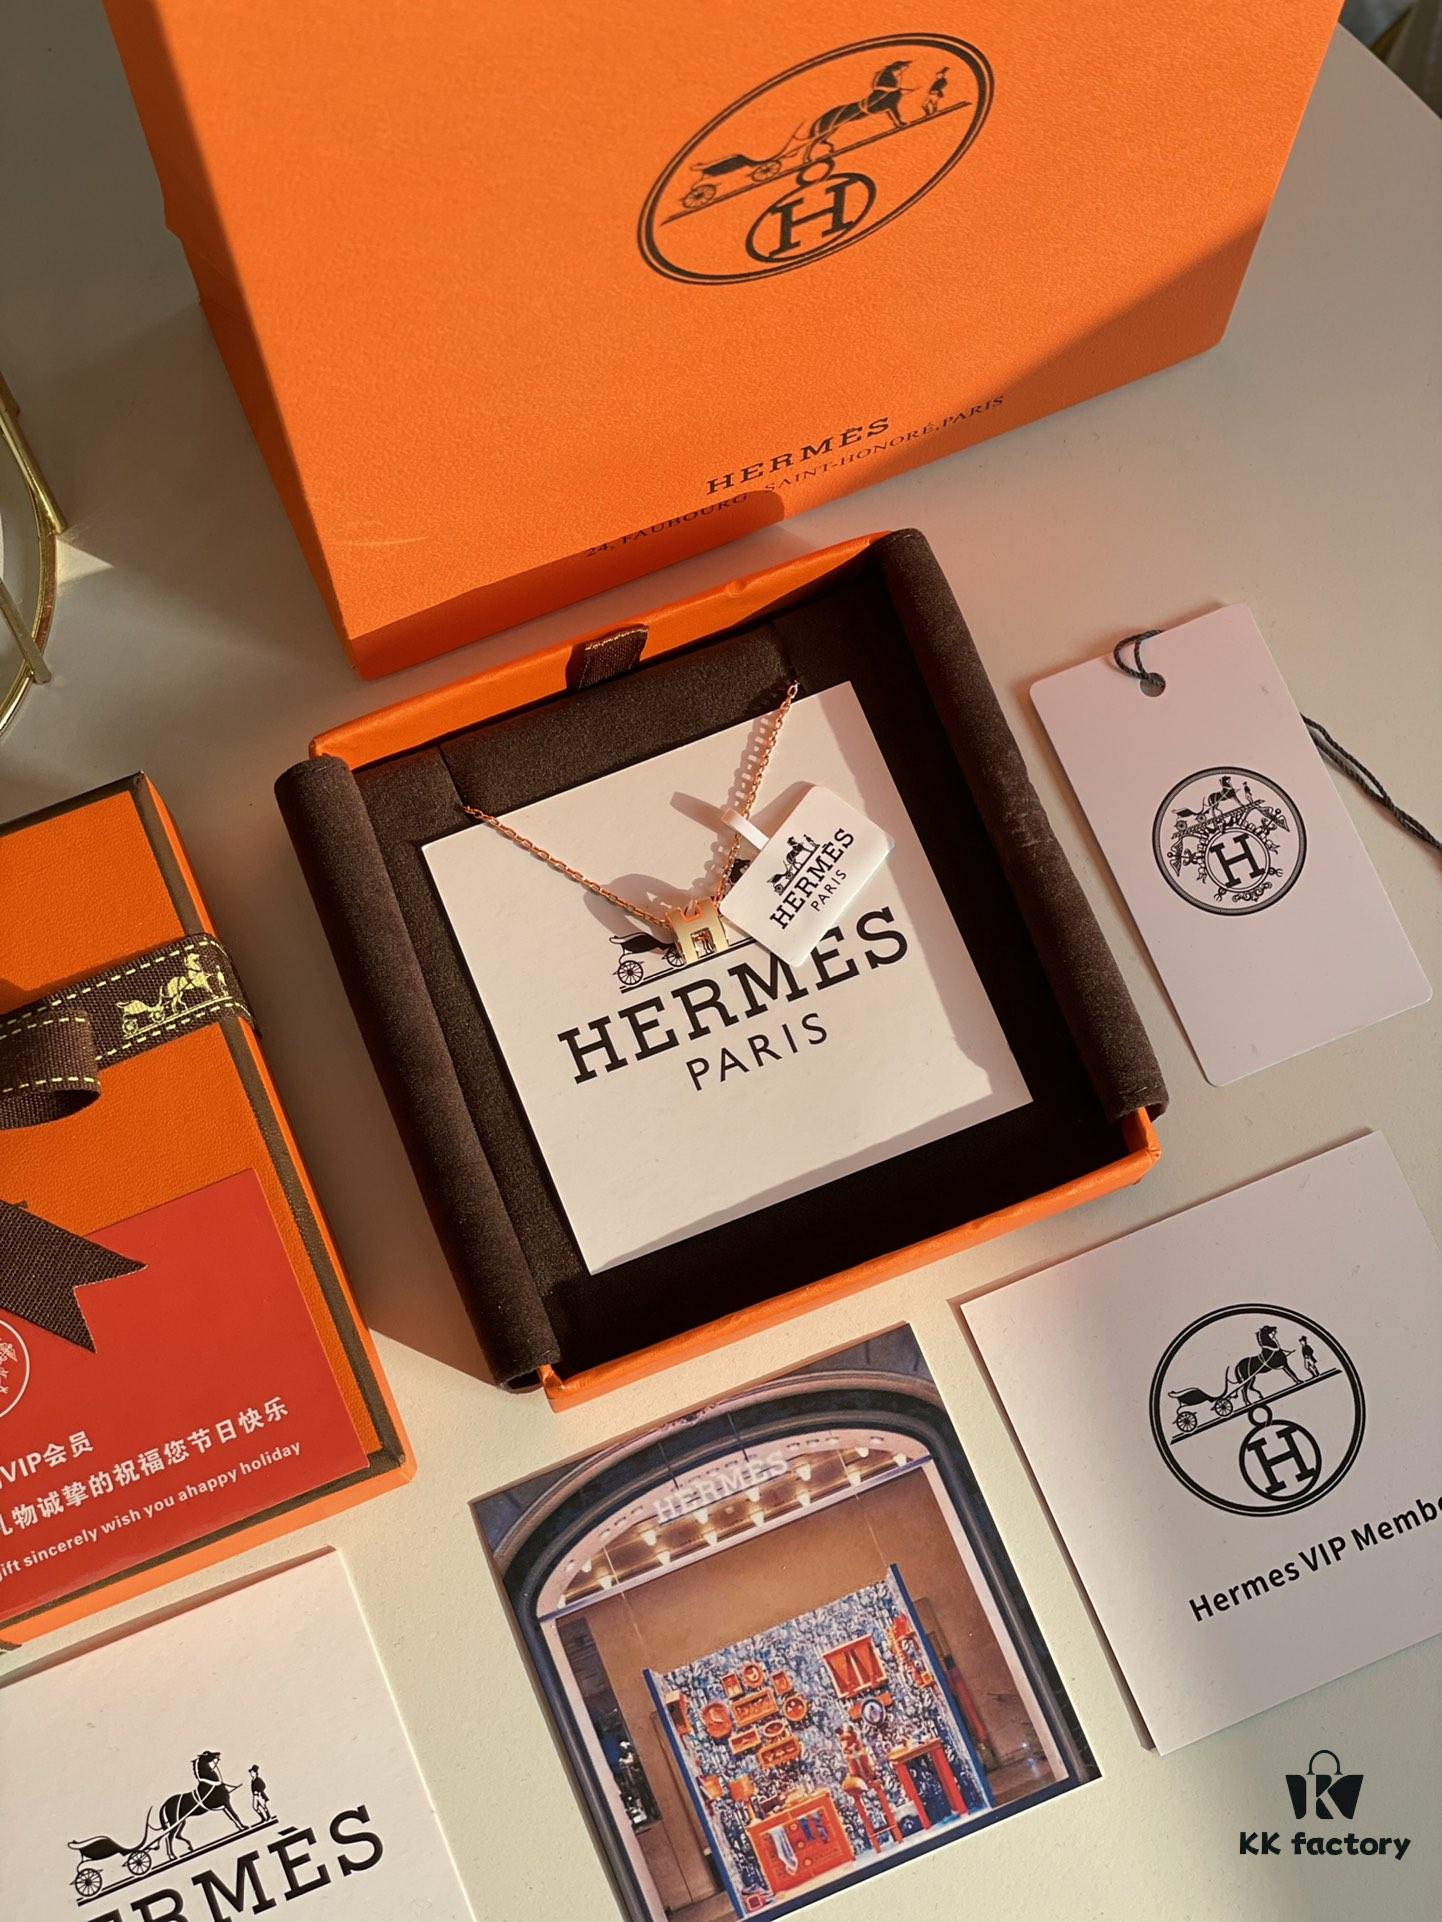 H
HERMÈS
24, FAUBOURG SAINT-HONORÉ, PARIS
HERMÈS
PARIS
HERMÈS
PARIS
H
VIP会员
礼物诚挚的祝福您节日快乐
gift sincerely wish you ahappy holiday
HERMES
H
Hermes VIP Membe
ERMÈS
KK factory